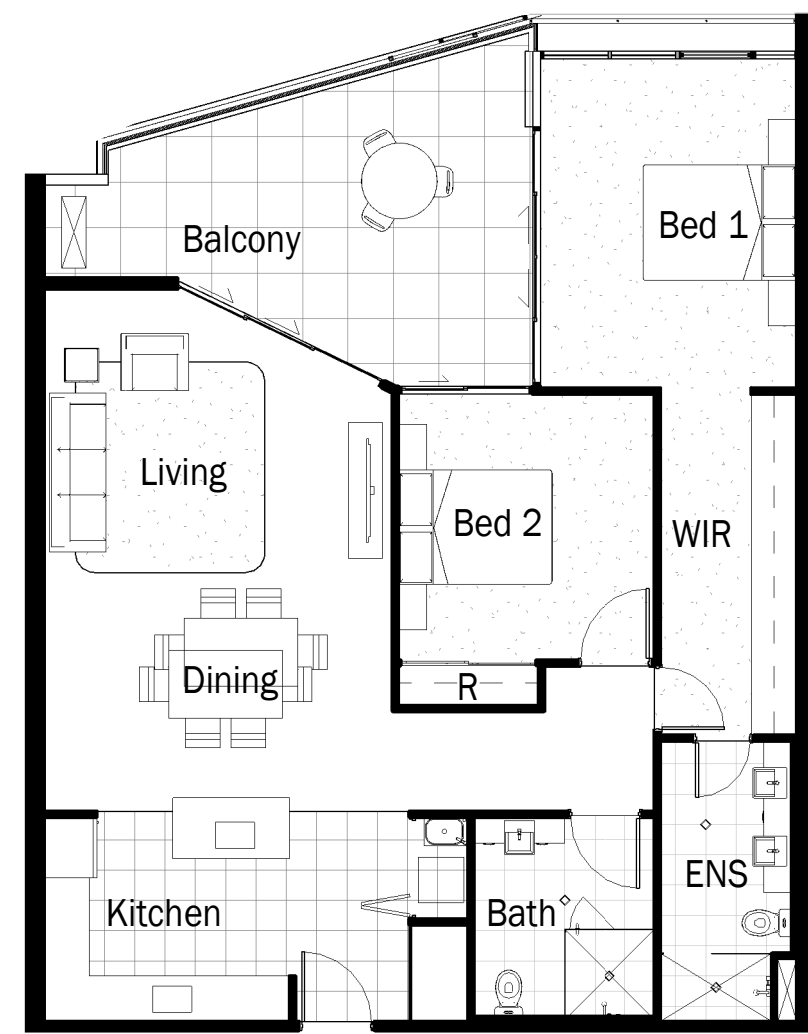 Balcony
Bed 1
Living
Bed 2
WIR
Dining
R
ENS
Kitchen
Bath